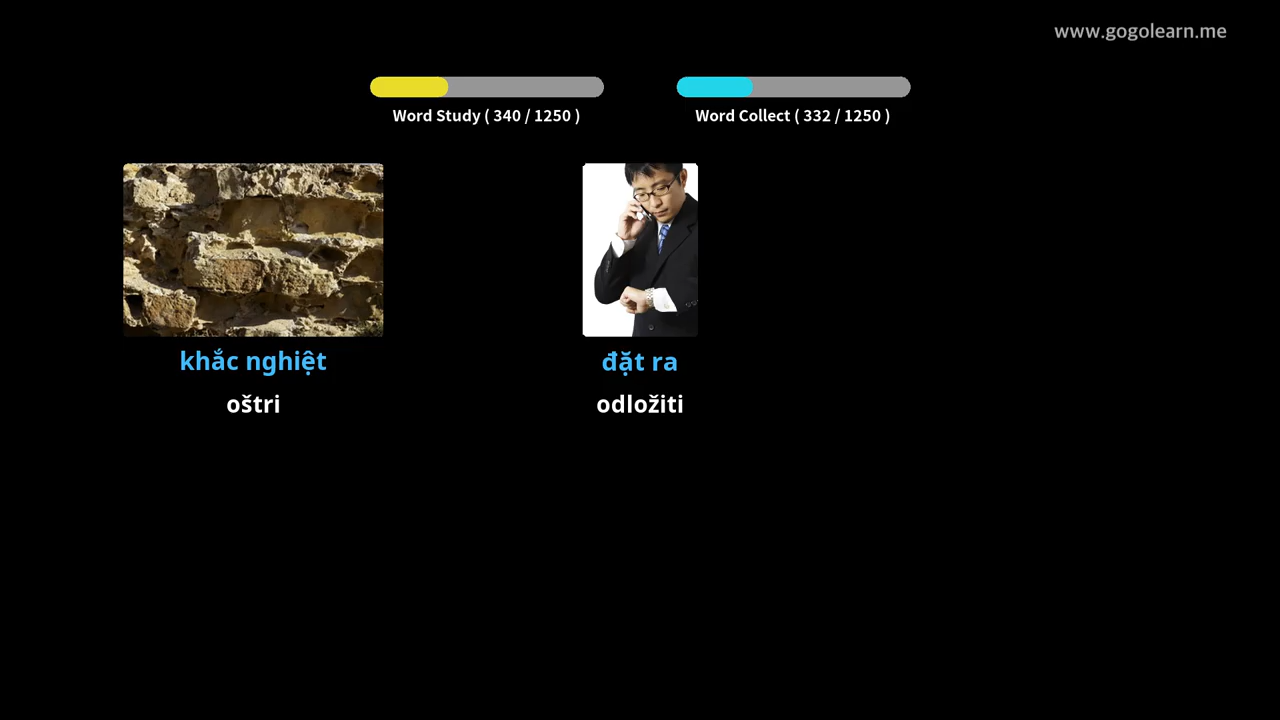 www.gogolearn.me
Word Study ( 340 / 1250 )
Word Collect ( 332 / 1250 )
khắc nghiệt
oštri
đặt ra
odložiti